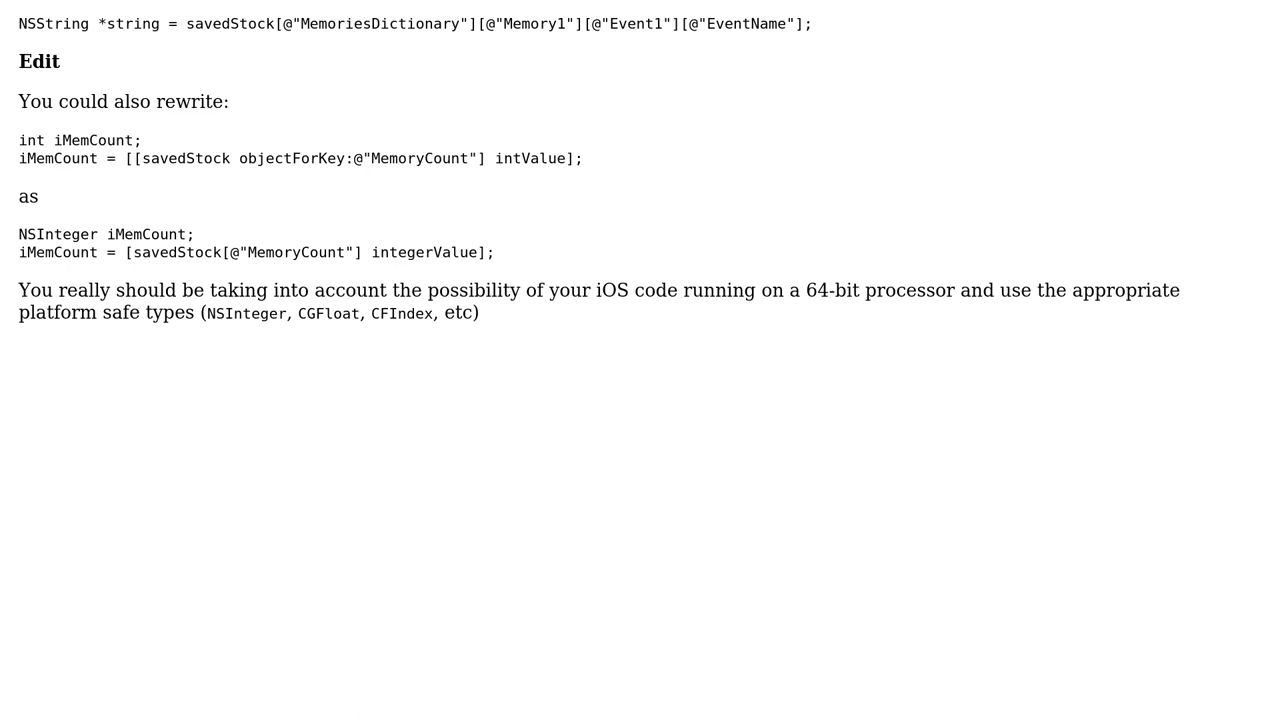 NSString *string = savedStock[@"MemoriesDictionary"][@"Memory1"][@"Event1"][@"EventName"];
Edit
You could also rewrite:
int iMemCount;
iMemCount = [[savedStock objectForKey:@"MemoryCount"] intValue];
as
NSInteger iMemCount;
iMemCount = [savedStock[@"MemoryCount"] integerValue];
You really should be taking into account the possibility of your iOS code running on a 64-bit processor and use the appropriate
platform safe types (NSInteger, CGFloat, CFIndex, etc)